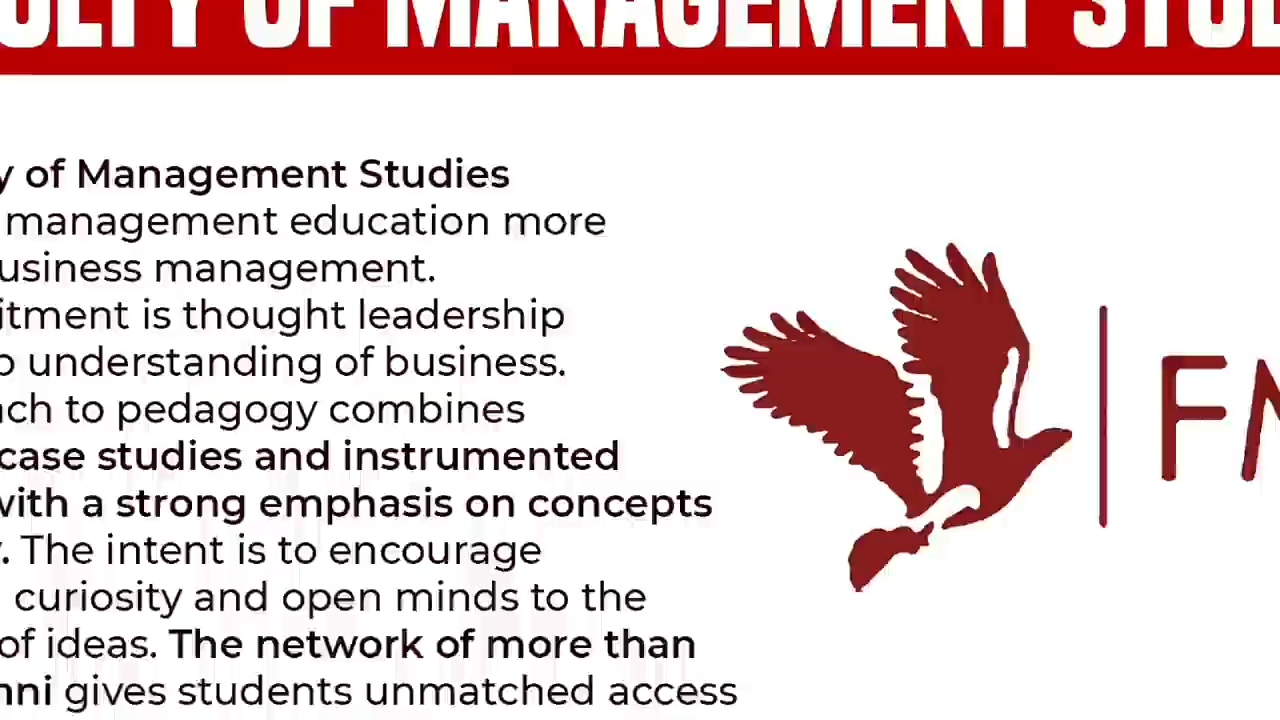 ULTY OF MANAGEMENT STUD
y of Management Studies
management education more
usiness management.
itment is thought leadership
p understanding of business.
ach to pedagogy combines
case studies and instrumented
with a strong emphasis on concepts
y. The intent is to encourage
curiosity and open minds to the
of ideas. The network of more than
mni gives students unmatched access
FM